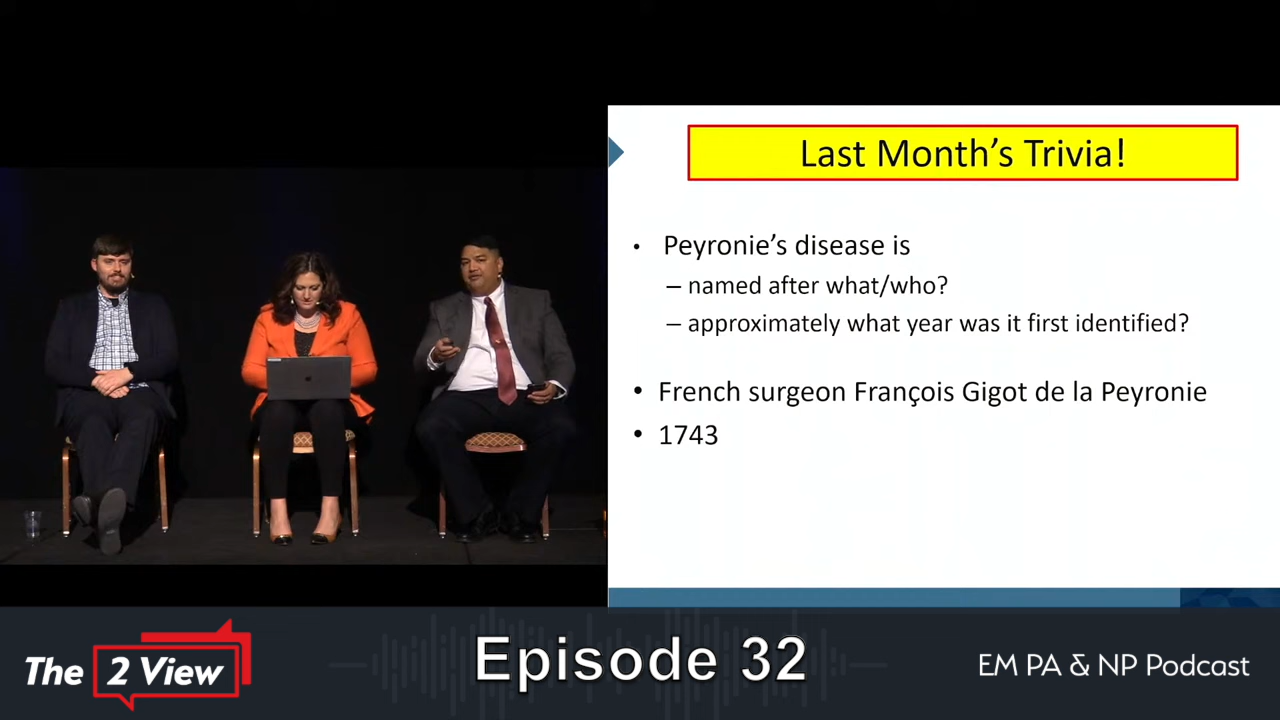 Last Month's Trivia!
• Peyronie's disease is
– named after what/who?
– approximately what year was it first identified?
• French surgeon François Gigot de la Peyronie
• 1743
The 2 View
Episode 32
EM PA & NP Podcast